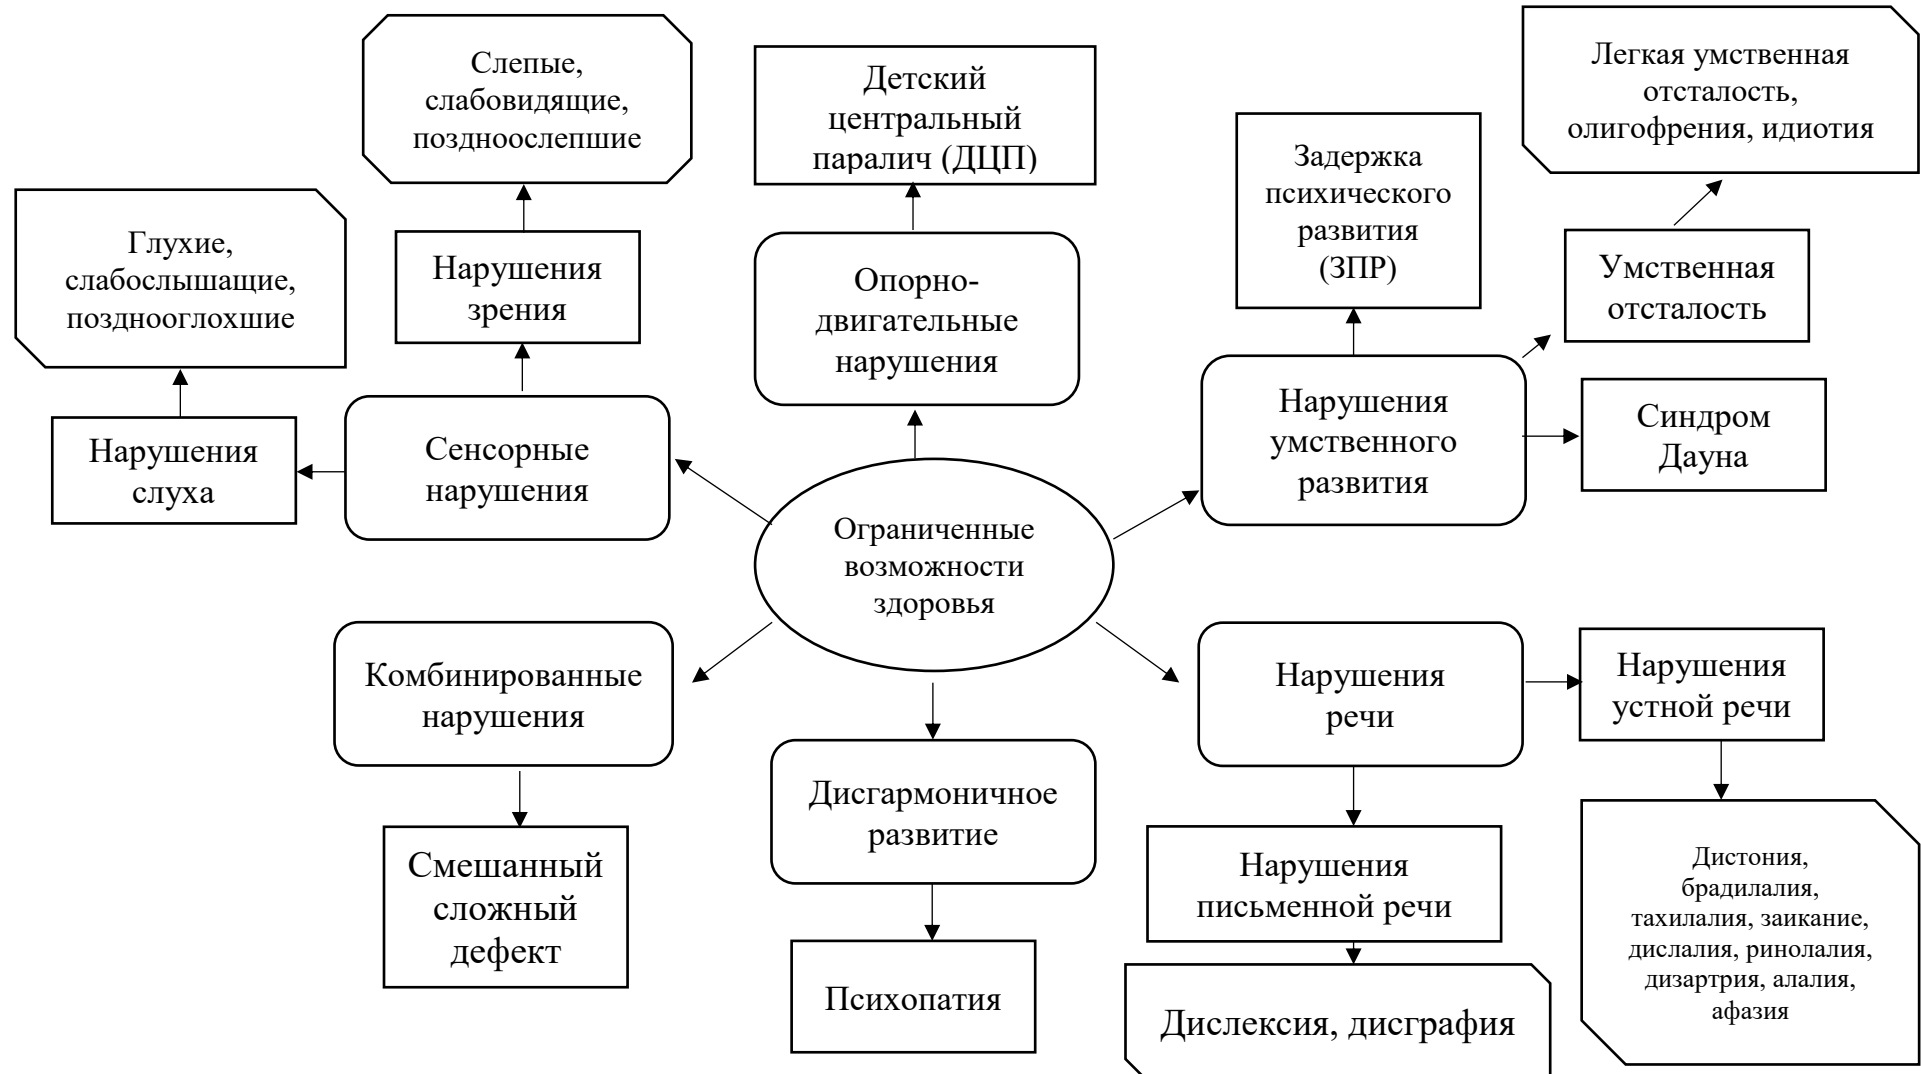 Слепые,
слабовидящие,
поздноослепшие
Детский
центральный
паралич (ДЦП)
Легкая умственная
отсталость,
олигофрения, идиотия
Задержка
психического
развития
(ЗПР)
Глухие,
слабослышащие,
позднооглохшие
Нарушения
зрения
Опорно-
двигательные
нарушения
Умственная
отсталость
Нарушения
слуха
Сенсорные
нарушения
Нарушения
умственного
развития
Синдром
Дауна
Ограниченные
возможности
здоровья
Комбинированные
нарушения
Нарушения
речи
Нарушения
устной речи
Дисгармоничное
развитие
Смешанный
сложный
дефект
Нарушения
письменной речи
Дистония,
брадилалия,
тахилалия, заикание,
дислалия, ринолалия,
дизартрия, алалия,
афазия
Психопатия
Дислексия, дисграфия